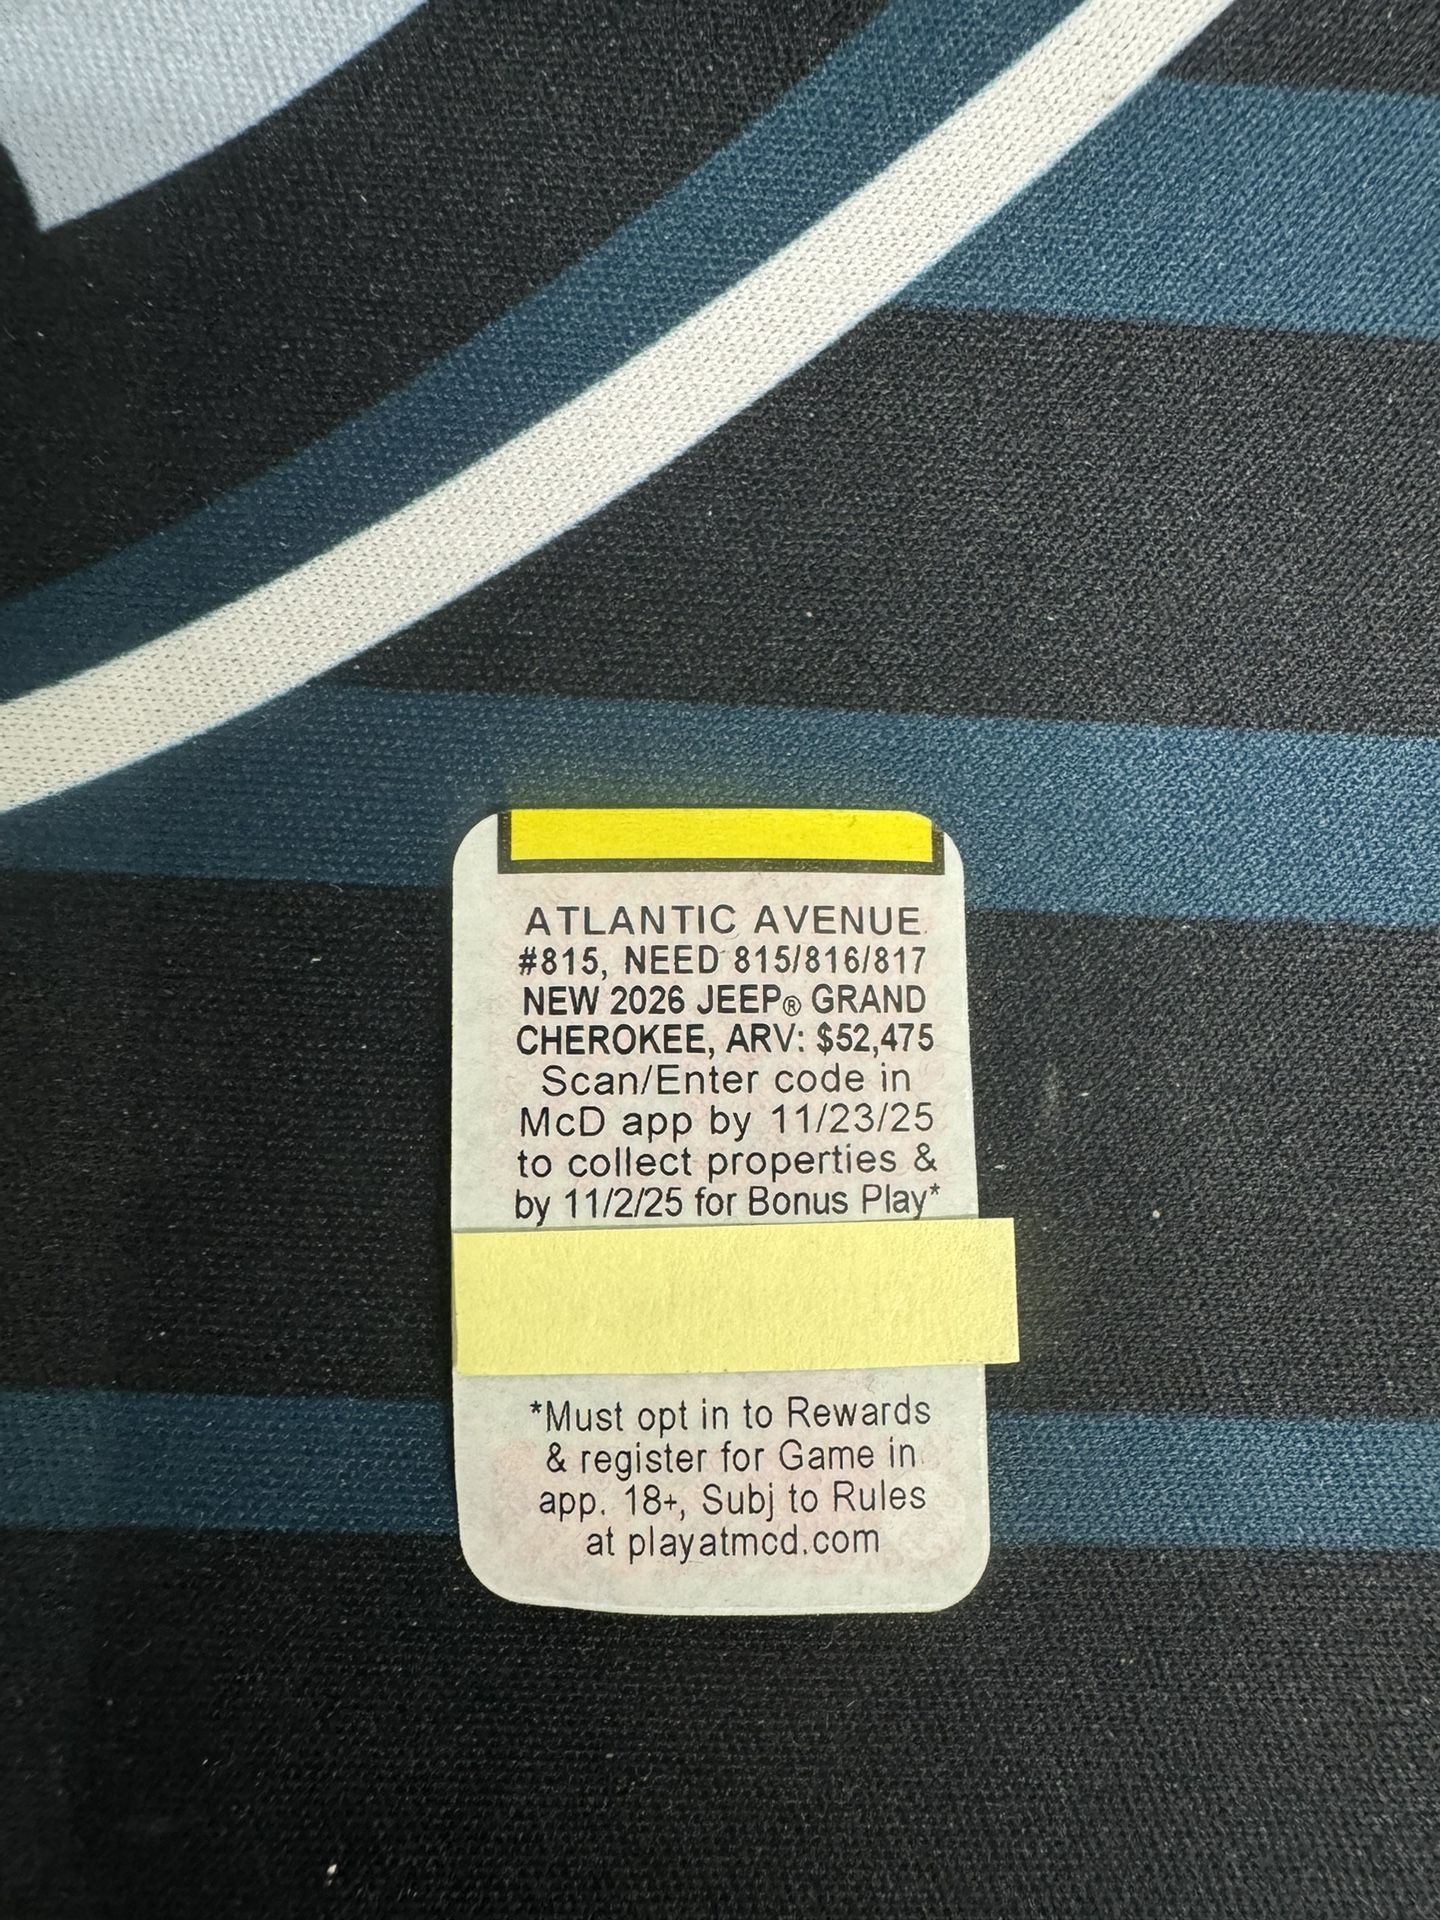 ATLANTIC AVENUE
#815, NEED 815/816/817
NEW 2026 JEEP® GRAND
CHEROKEE, ARV: $52,475
Scan/Enter code in
McD app by 11/23/25
to collect properties &
by 11/2/25 for Bonus Play*
*Must opt in to Rewards
& register for Game in
app. 18+, Subj to Rules
at playatmcd.com